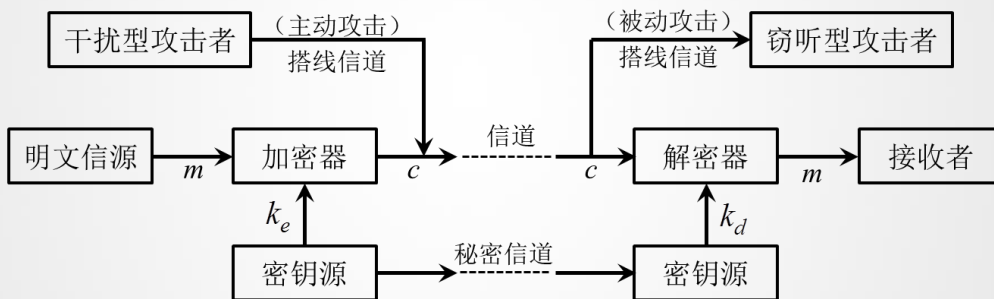 干扰型攻击者
（主动攻击）
搭线信道
（被动攻击）
搭线信道
窃听型攻击者
明文信源
m
加密器
c
信道
c
解密器
m
接收者
k_e
k_d
密钥源
秘密信道
密钥源